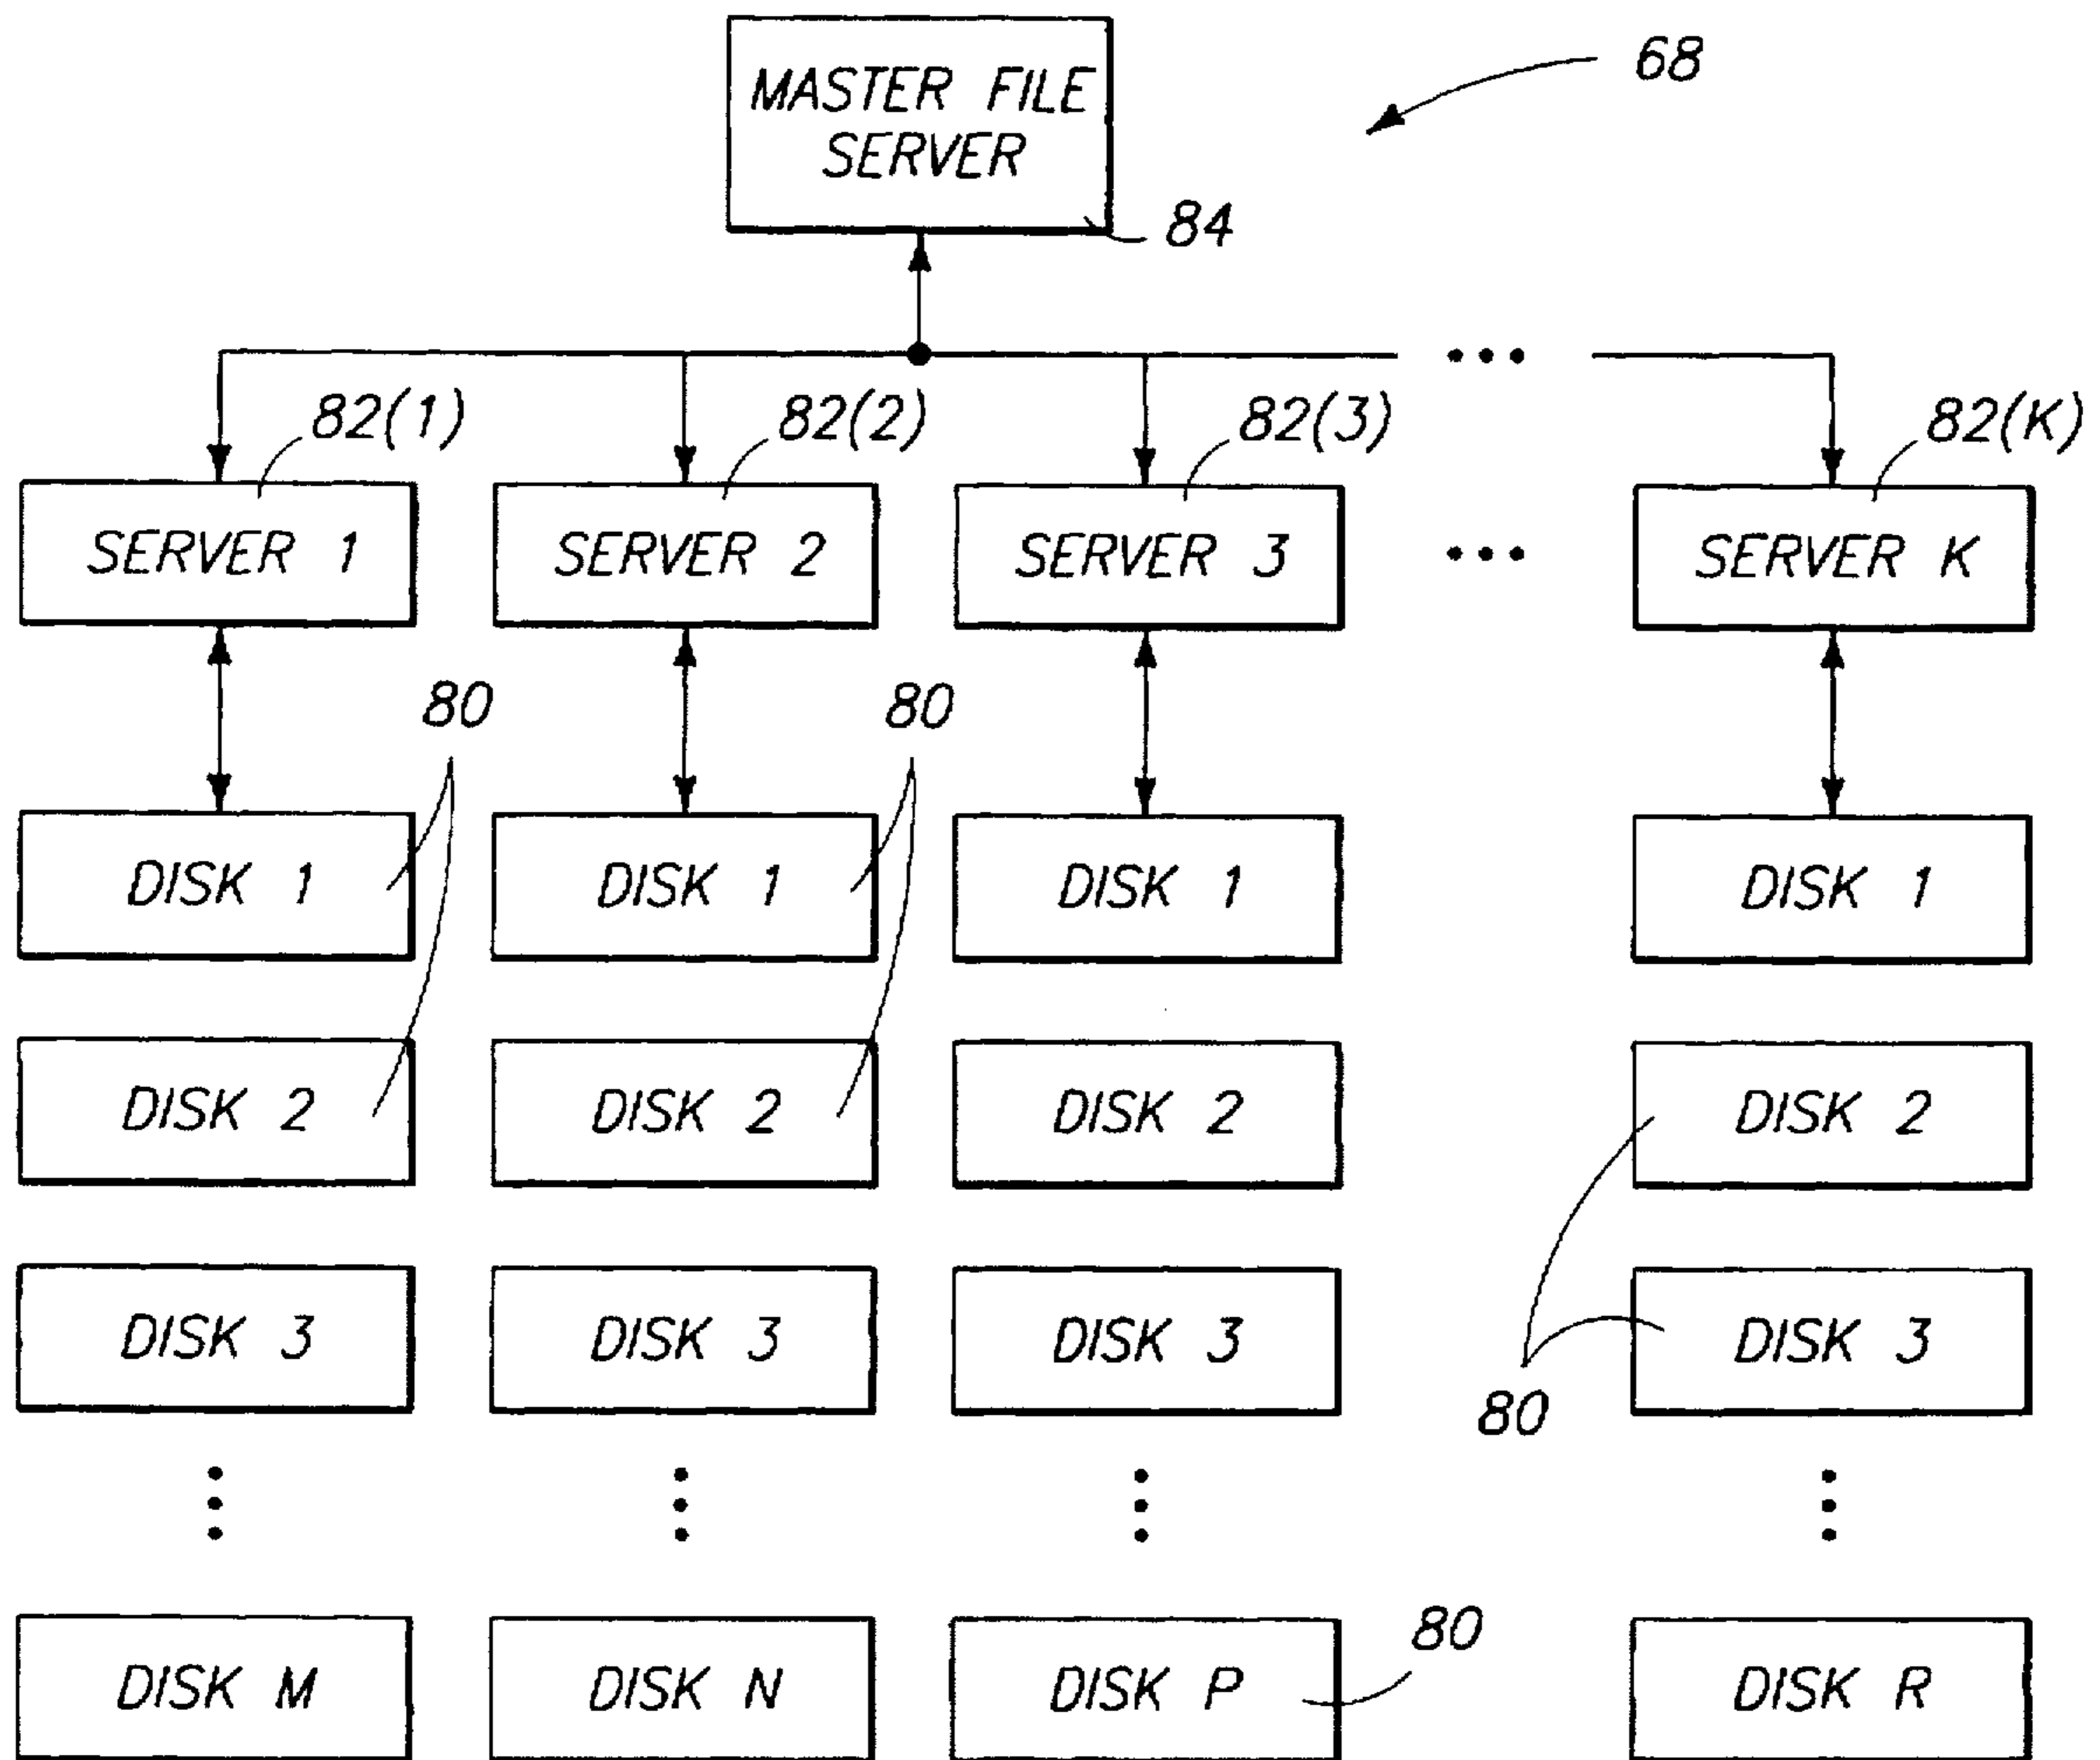 MASTER FILE
SERVER
68
84
82(1)
82(2)
82(3)
82(K)
SERVER 1
SERVER 2
SERVER 3
SERVER K
80
80
DISK 1
DISK 1
DISK 1
DISK 1
DISK 2
DISK 2
DISK 2
DISK 2
DISK 3
DISK 3
DISK 3
DISK 3
80
DISK M
DISK N
DISK P
80
DISK R